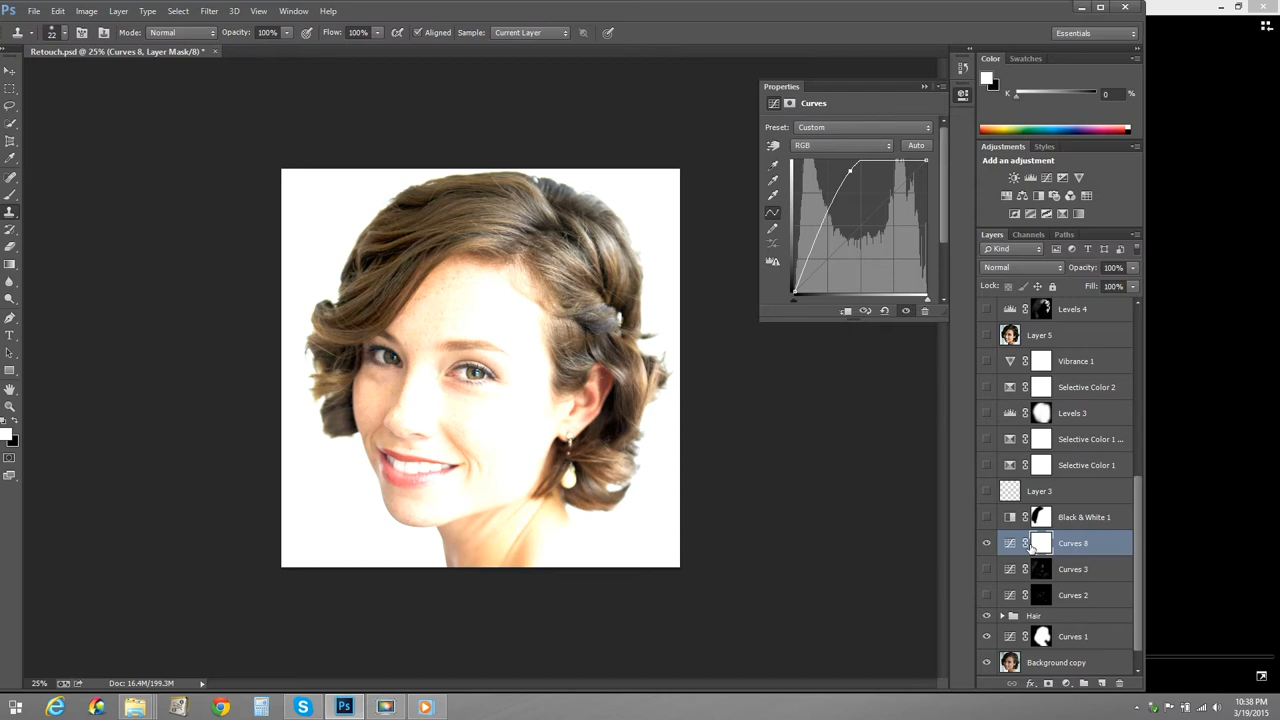 Ps File Edit Image Layer Type Select Filter 3D View Window Help
22 Mode: Normal Opacity: 100% Flow: 100% Aligned Sample: Current Layer Essentials
Retouch.psd @ 25% (Curves 8, Layer Mask/8) * ×
Color Swatches
K 0 %
Properties
Curves
Preset: Custom
RGB Auto
Adjustments Styles
Add an adjustment
Layers Channels Paths
Kind
Normal Opacity: 100%
Lock: Fill: 100%
Levels 4
Layer 5
Vibrance 1
Selective Color 2
Levels 3
Selective Color 1 ...
Selective Color 1
Layer 3
Black & White 1
Curves 8
Curves 3
Curves 2
Hair
Curves 1
Background copy
fx
25% Doc: 16.4M/199.3M
10:38 PM
3/19/2015